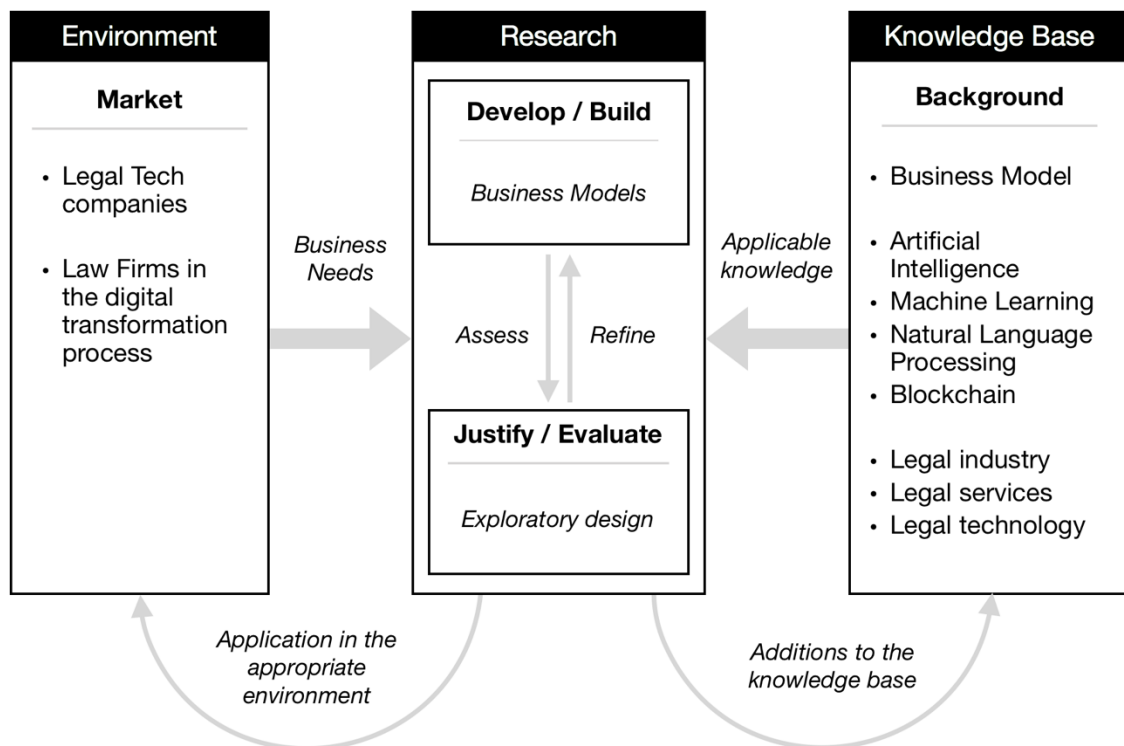 Environment
Market
• Legal Tech
companies
• Law Firms in
the digital
transformation
process
Business
Needs
Research
Develop / Build
Business Models
Assess
Refine
Justify / Evaluate
Exploratory design
Applicable
knowledge
Knowledge Base
Background
• Business Model
• Artificial
Intelligence
• Machine Learning
• Natural Language
Processing
• Blockchain
• Legal industry
• Legal services
• Legal technology
Application in the
appropriate
environment
Additions to the
knowledge base